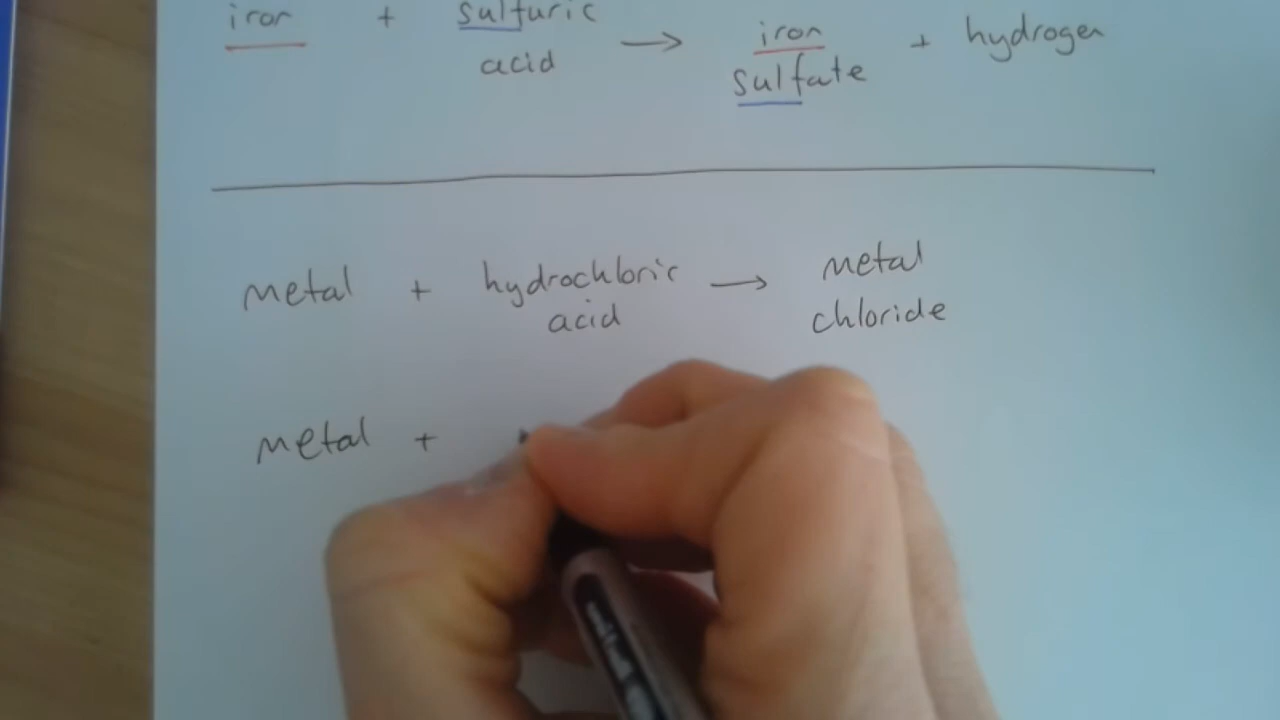 iron + sulfuric acid → iron sulfate + hydrogen
metal + hydrochloric acid → metal chloride
metal +